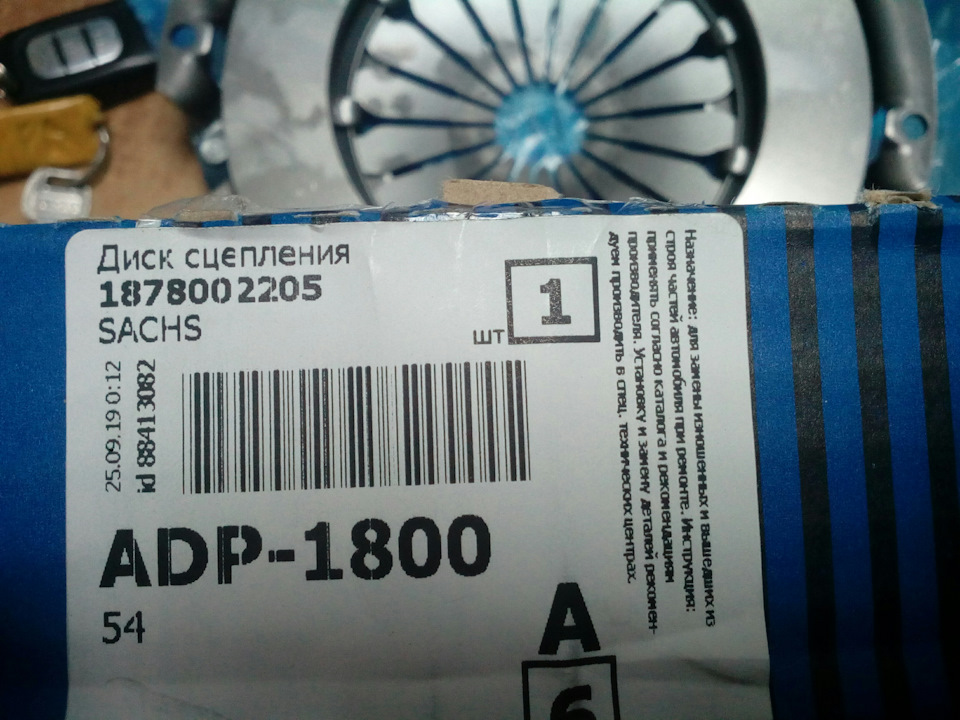 Диск сцепления
1878002205
SACHS
шт
1
25.09.19 0:12
id 88413082
ADP-1800
54
A
6
Назначение: для замены изношенных и вышедших из
строя частей автомобиля при ремонте. Инструкция:
применять согласно каталога и рекомендациям
производителя. Установку и замену деталей рекомен-
дуем производить в спец. технических центрах.